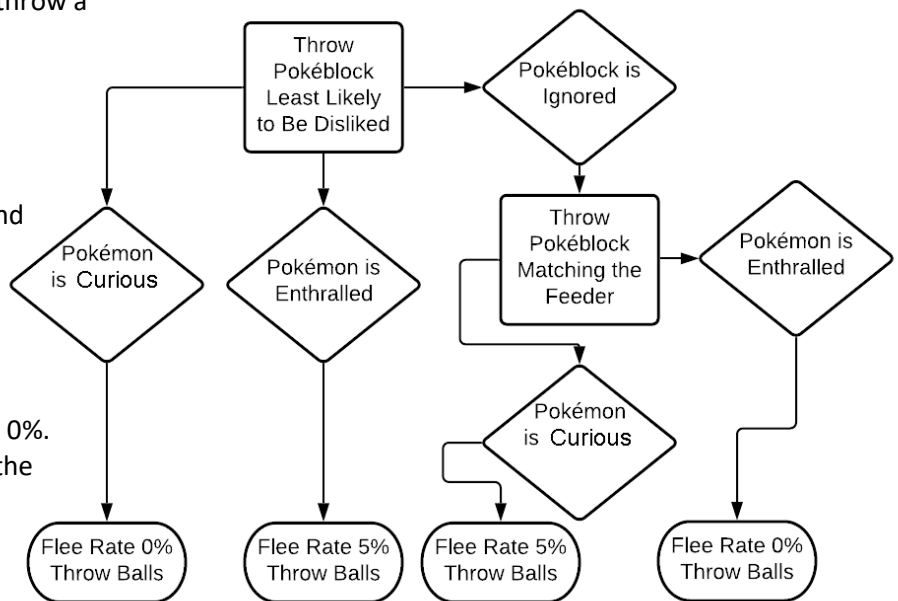 throw a
Throw
Pokéblock
Least Likely
to Be Disliked
Pokéblock is
Ignored
nd
Pokémon
is Curious
Pokémon is
Enthralled
Throw
Pokéblock
Matching the
Feeder
Pokémon is
Enthralled
Pokémon
is Curious
0%.
the
Flee Rate 0%
Throw Balls
Flee Rate 5%
Throw Balls
Flee Rate 5%
Throw Balls
Flee Rate 0%
Throw Balls